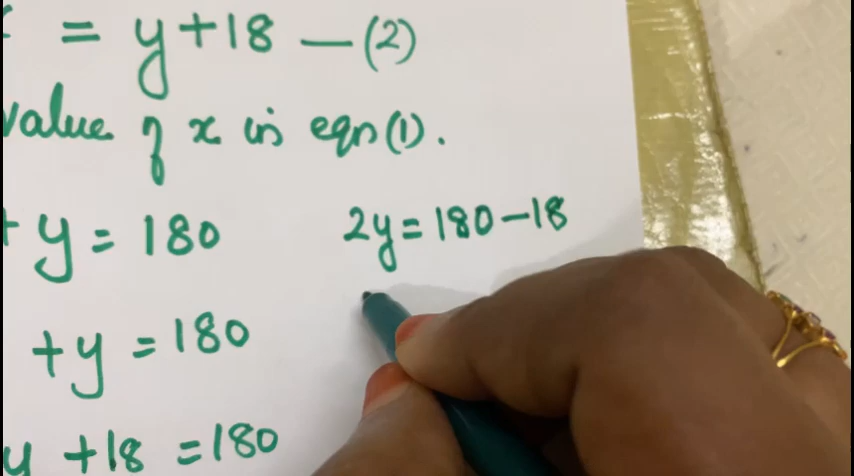 = y+18 —(2)
value of x in eqn (1).
+ y = 180
2y = 180 - 18
+y = 180
y +18 = 180